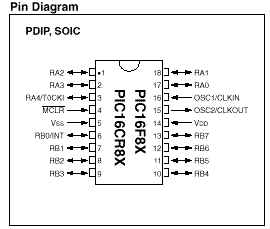 Pin Diagram
PDIP, SOIC
RA2 •1 18 RA1
RA3 2 17 RA0
RA4/T0CKI 3 16 OSC1/CLKIN
MCLR 4 15 OSC2/CLKOUT
VSS 5 14 VDD
RB0/INT 6 13 RB7
RB1 7 12 RB6
RB2 8 11 RB5
RB3 9 10 RB4
PIC16F8X
PIC16CR8X